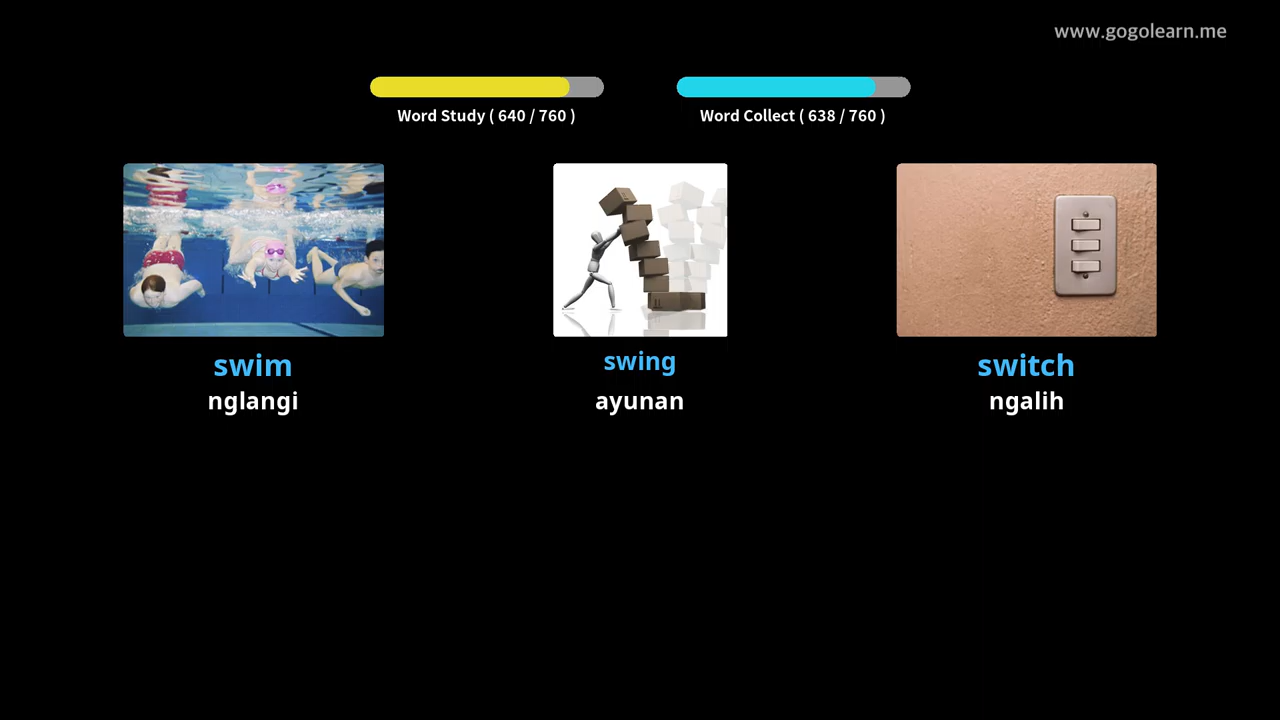 www.gogolearn.me
Word Study ( 640 / 760 )
Word Collect ( 638 / 760 )
swim
swing
switch
nglangi
ayunan
ngalih